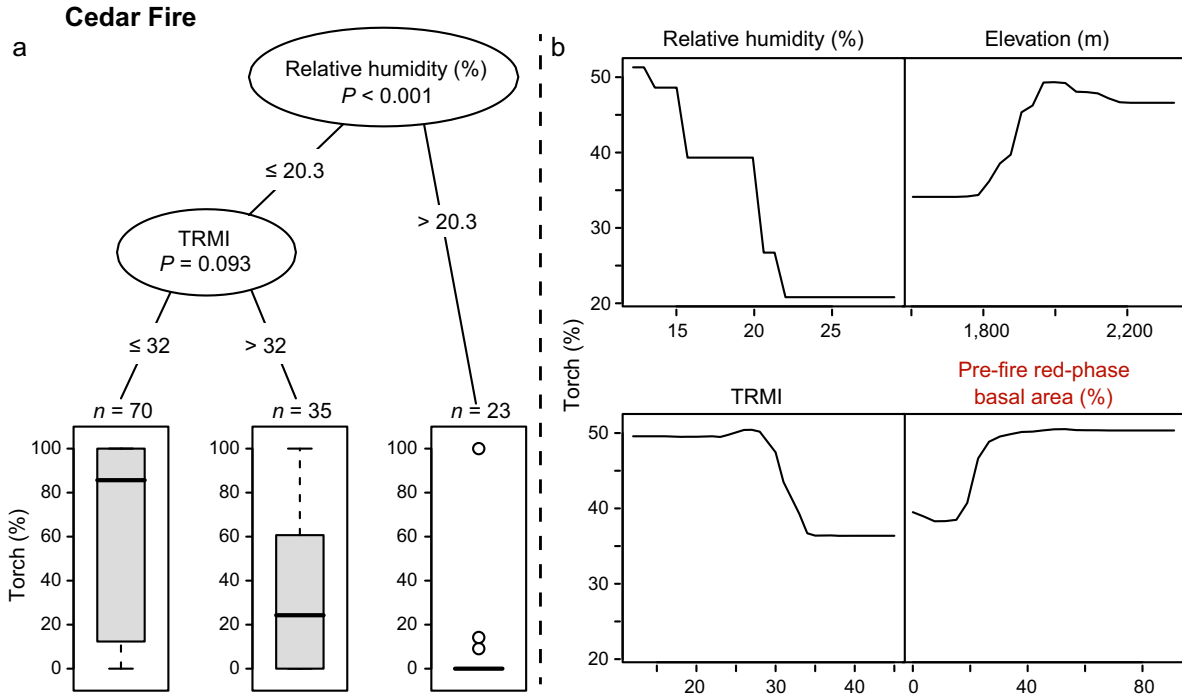 Cedar Fire
a
Relative humidity (%)
P < 0.001
≤ 20.3
> 20.3
TRMI
P = 0.093
≤ 32
> 32
n = 70
n = 35
n = 23
Torch (%)
100
80
60
40
20
0
100
80
60
40
20
0
100
80
60
40
20
0
b
Relative humidity (%)
Elevation (m)
Torch (%)
50
40
30
20
15
20
25
1,800
2,200
TRMI
Pre-fire red-phase
basal area (%)
50
40
30
20
20
30
40
0
40
80